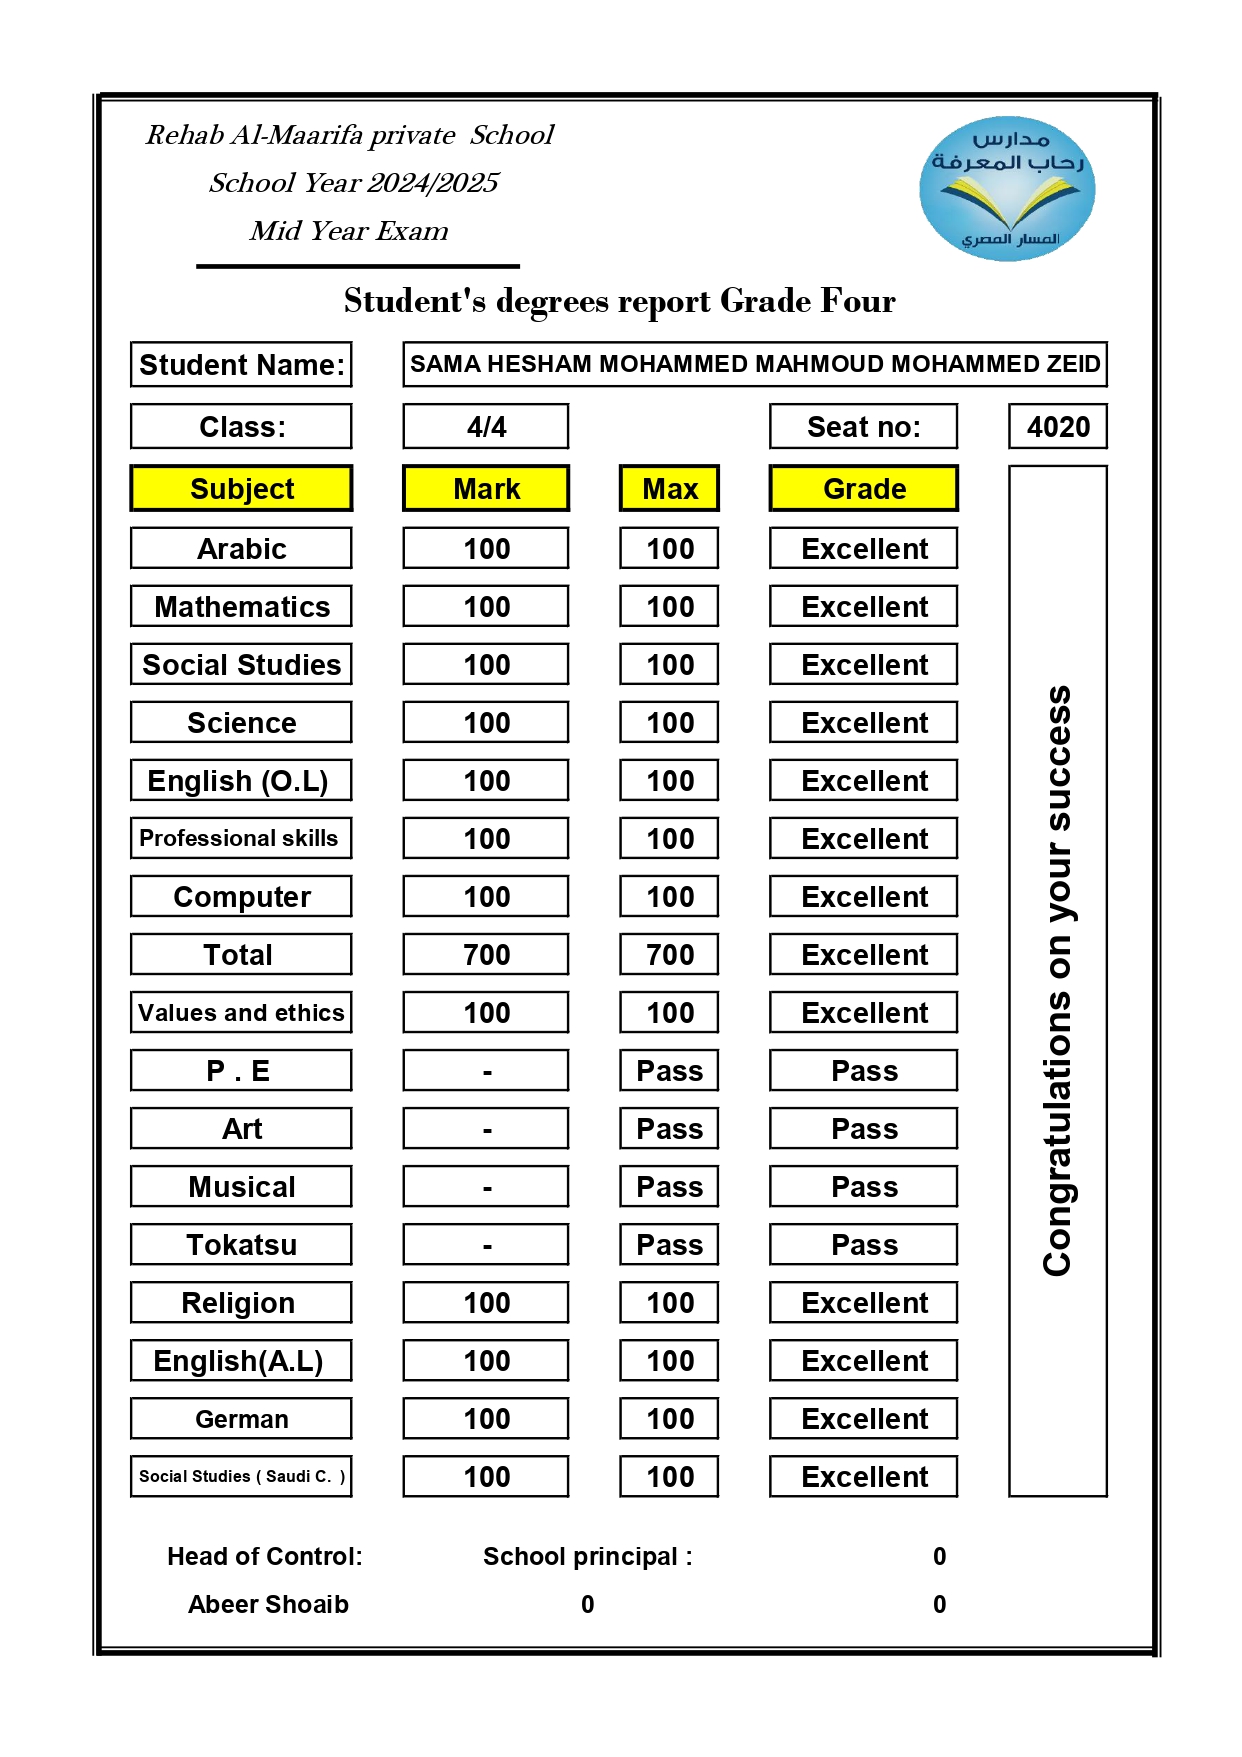 Rehab Al-Maarifa private School
School Year 2024/2025
Mid Year Exam
مدارس
رحاب المعرفة
المسار المصري
Student's degrees report Grade Four
Student Name: SAMA HESHAM MOHAMMED MAHMOUD MOHAMMED ZEID
Class: 4/4 Seat no: 4020
Subject Mark Max Grade
Arabic 100 100 Excellent
Mathematics 100 100 Excellent
Social Studies 100 100 Excellent
Science 100 100 Excellent
English (O.L) 100 100 Excellent
Professional skills 100 100 Excellent
Computer 100 100 Excellent
Total 700 700 Excellent
Values and ethics 100 100 Excellent
P . E - Pass Pass
Art - Pass Pass
Musical - Pass Pass
Tokatsu - Pass Pass
Religion 100 100 Excellent
English(A.L) 100 100 Excellent
German 100 100 Excellent
Social Studies ( Saudi C. ) 100 100 Excellent
Congratulations on your success
Head of Control: School principal : 0
Abeer Shoaib 0 0